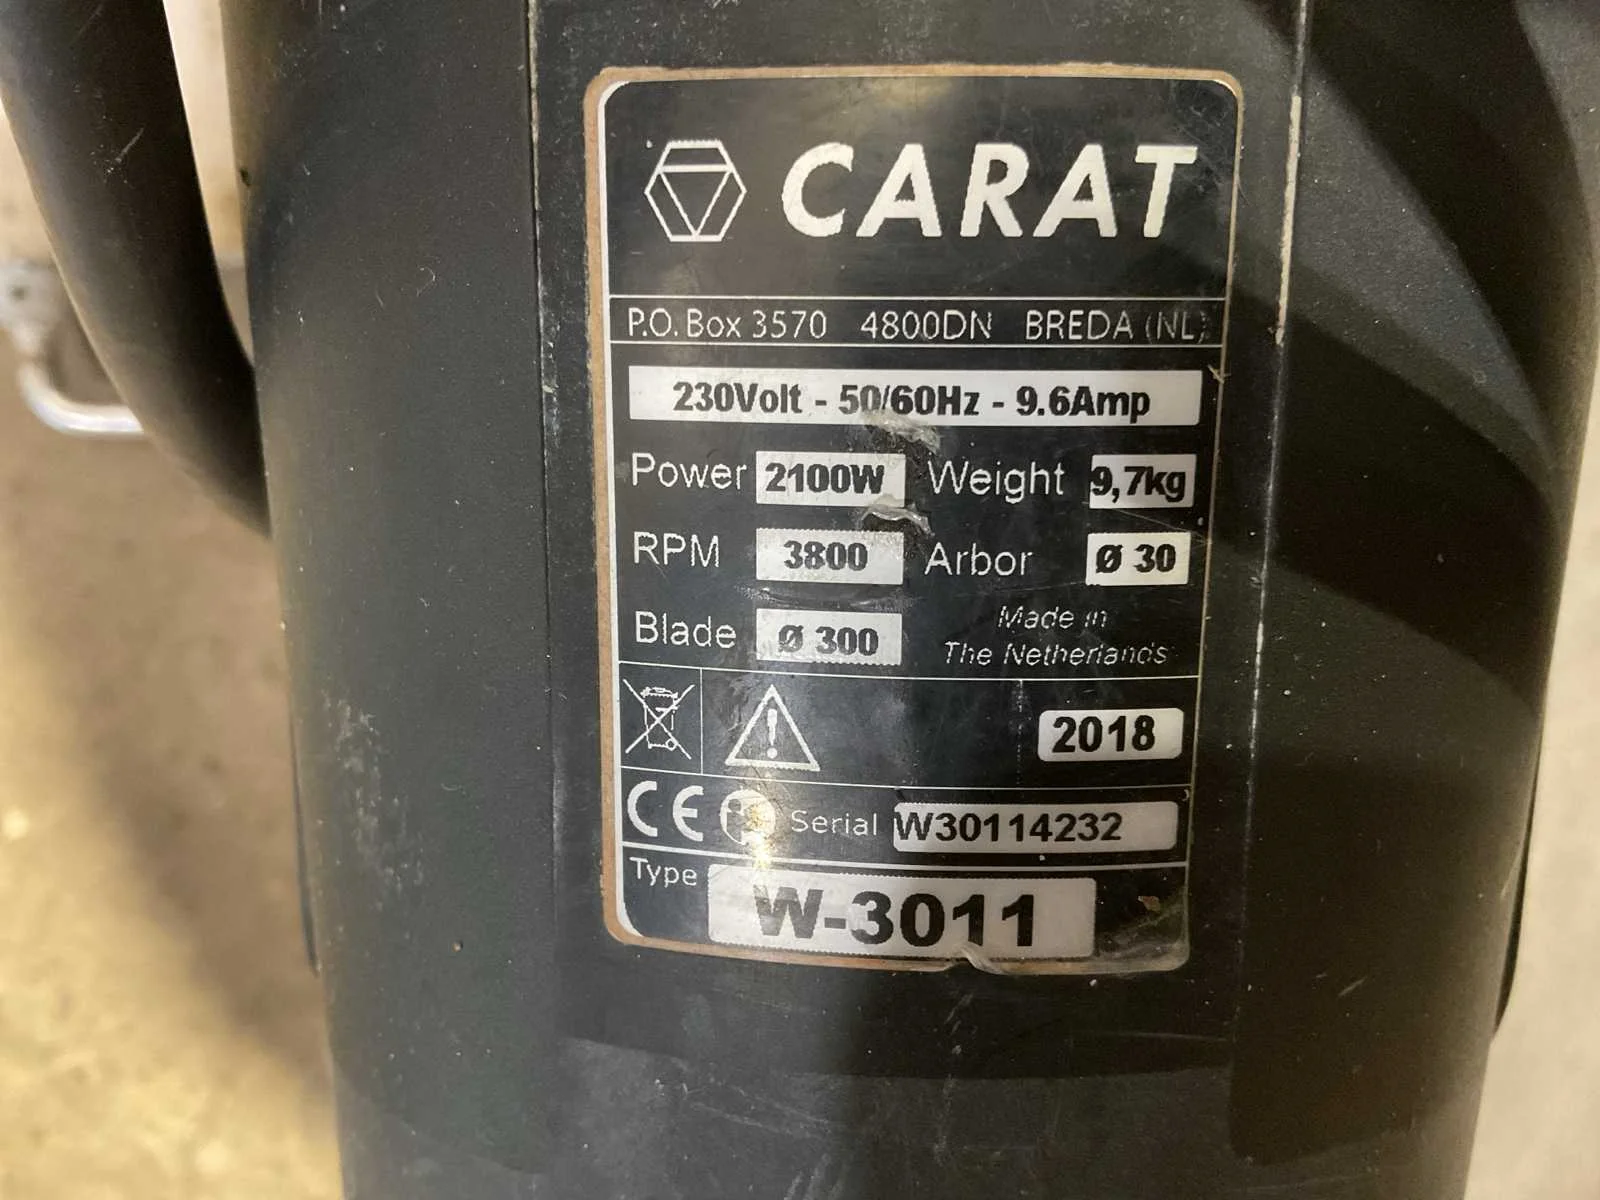 CARAT
P.O. Box 3570 4800DN BREDA (NL)
230Volt - 50/60Hz - 9.6Amp
Power 2100W Weight 9,7kg
RPM 3800 Arbor Ø 30
Blade Ø 300
Made in
The Netherlands
2018
CE Serial W30114232
Type W-3011